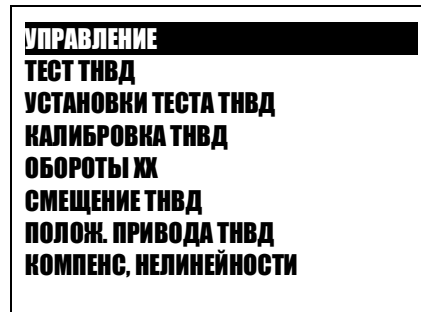 УПРАВЛЕНИЕ
ТЕСТ ТНВД
УСТАНОВКИ ТЕСТА ТНВД
КАЛИБРОВКА ТНВД
ОБОРОТЫ ХХ
СМЕЩЕНИЕ ТНВД
ПОЛОЖ. ПРИВОДА ТНВД
КОМПЕНС, НЕЛИНЕЙНОСТИ